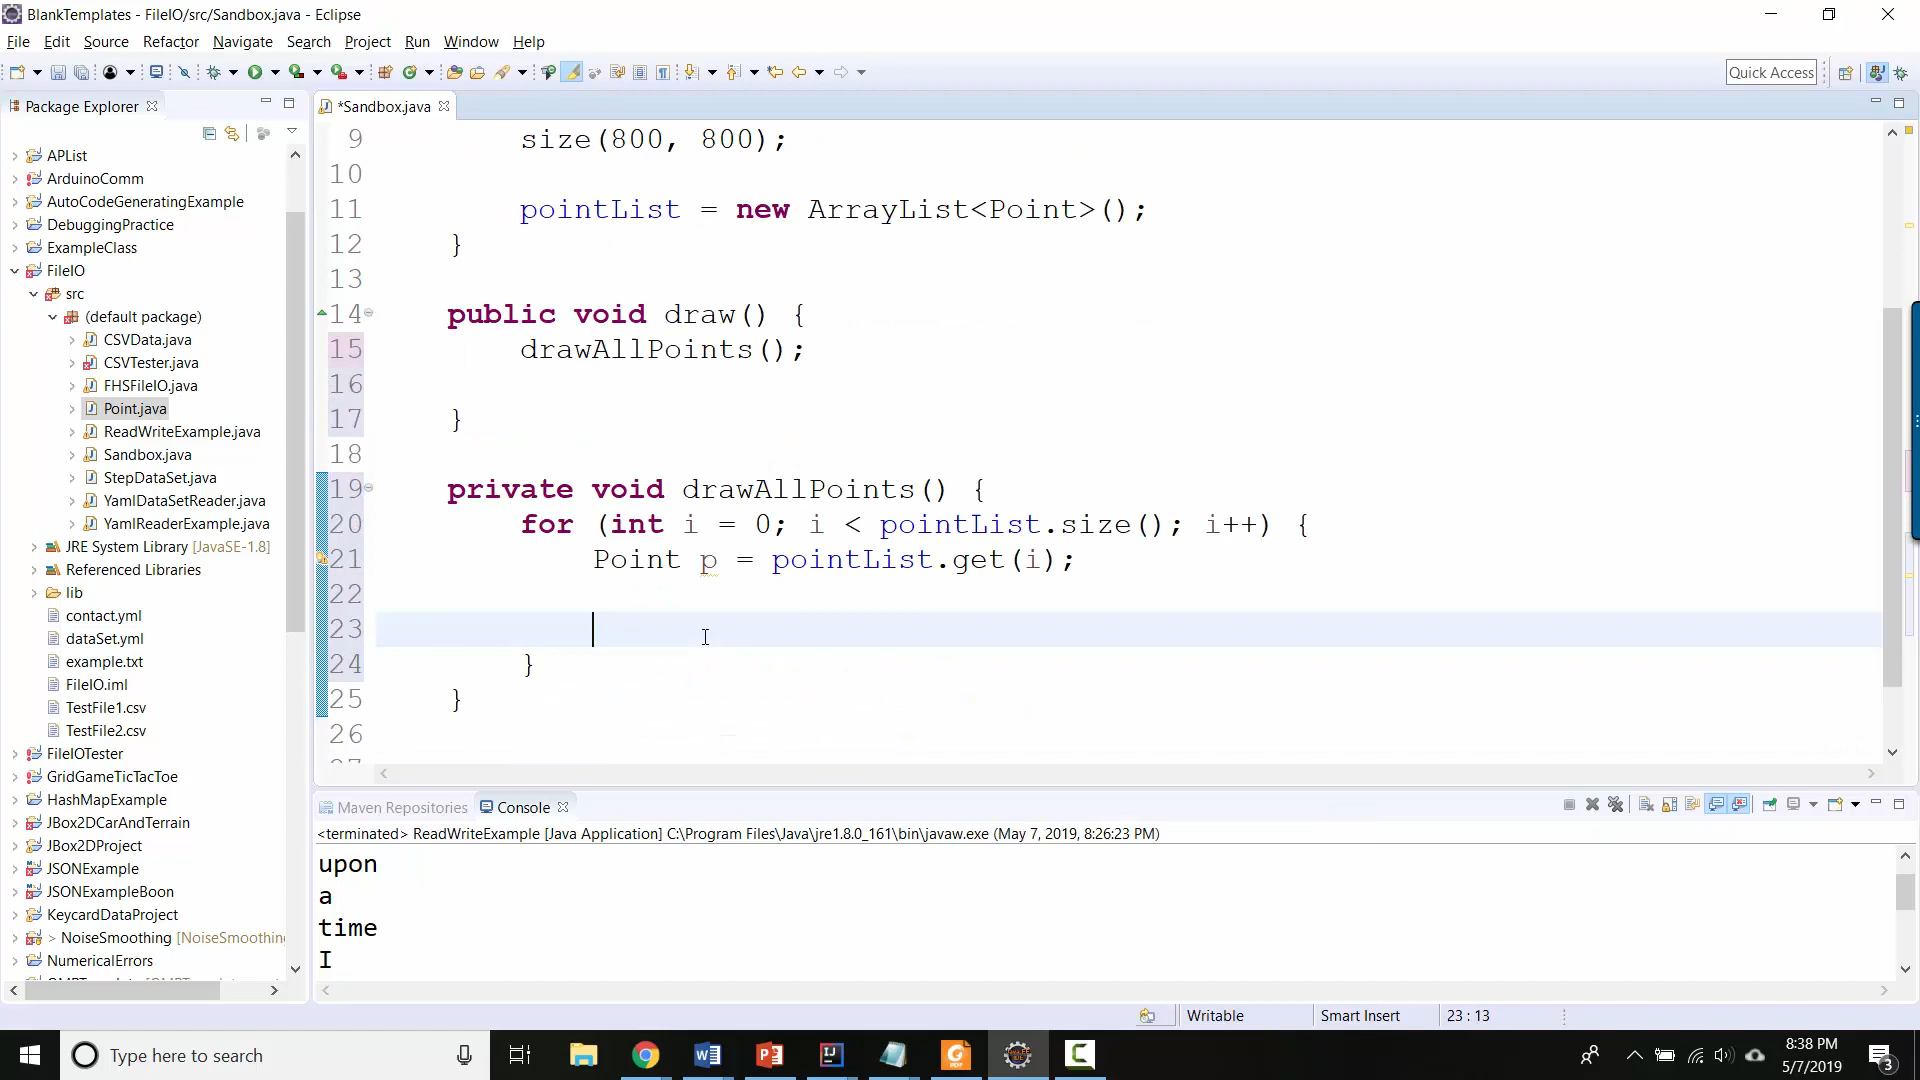 BlankTemplates - FileIO/src/Sandbox.java - Eclipse
File Edit Source Refactor Navigate Search Project Run Window Help
Quick Access
Package Explorer
*Sandbox.java
APList
ArduinoComm
AutoCodeGeneratingExample
DebuggingPractice
ExampleClass
FileIO
src
(default package)
CSVData.java
CSVTester.java
FHSFileIO.java
Point.java
ReadWriteExample.java
Sandbox.java
StepDataSet.java
YamlDataSetReader.java
YamlReaderExample.java
JRE System Library [JavaSE-1.8]
Referenced Libraries
lib
contact.yml
dataSet.yml
example.txt
FileIO.iml
TestFile1.csv
TestFile2.csv
FileIOTester
GridGameTicTacToe
HashMapExample
JBox2DCarAndTerrain
JBox2DProject
JSONExample
JSONExampleBoon
KeycardDataProject
> NoiseSmoothing [NoiseSmoothin
NumericalErrors
9 size(800, 800);
10
11 pointList = new ArrayList<Point>();
12 }
13
14 public void draw() {
15 drawAllPoints();
16
17 }
18
19 private void drawAllPoints() {
20 for (int i = 0; i < pointList.size(); i++) {
21 Point p = pointList.get(i);
22
23
24 }
25 }
26
Maven Repositories Console
<terminated> ReadWriteExample [Java Application] C:\Program Files\Java\jre1.8.0_161\bin\javaw.exe (May 7, 2019, 8:26:23 PM)
upon
a
time
I
Writable Smart Insert 23 : 13
Type here to search
8:38 PM
5/7/2019
3